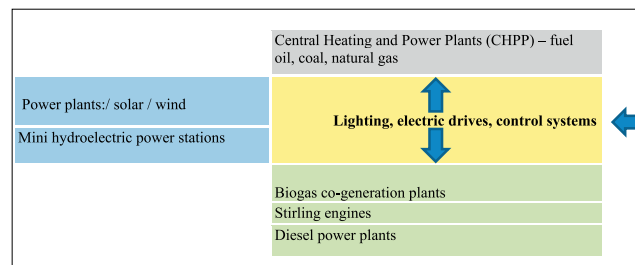 Central Heating and Power Plants (CHPP) – fuel
oil, coal, natural gas
Power plants:/ solar / wind
Lighting, electric drives, control systems
Mini hydroelectric power stations
Biogas co-generation plants
Stirling engines
Diesel power plants